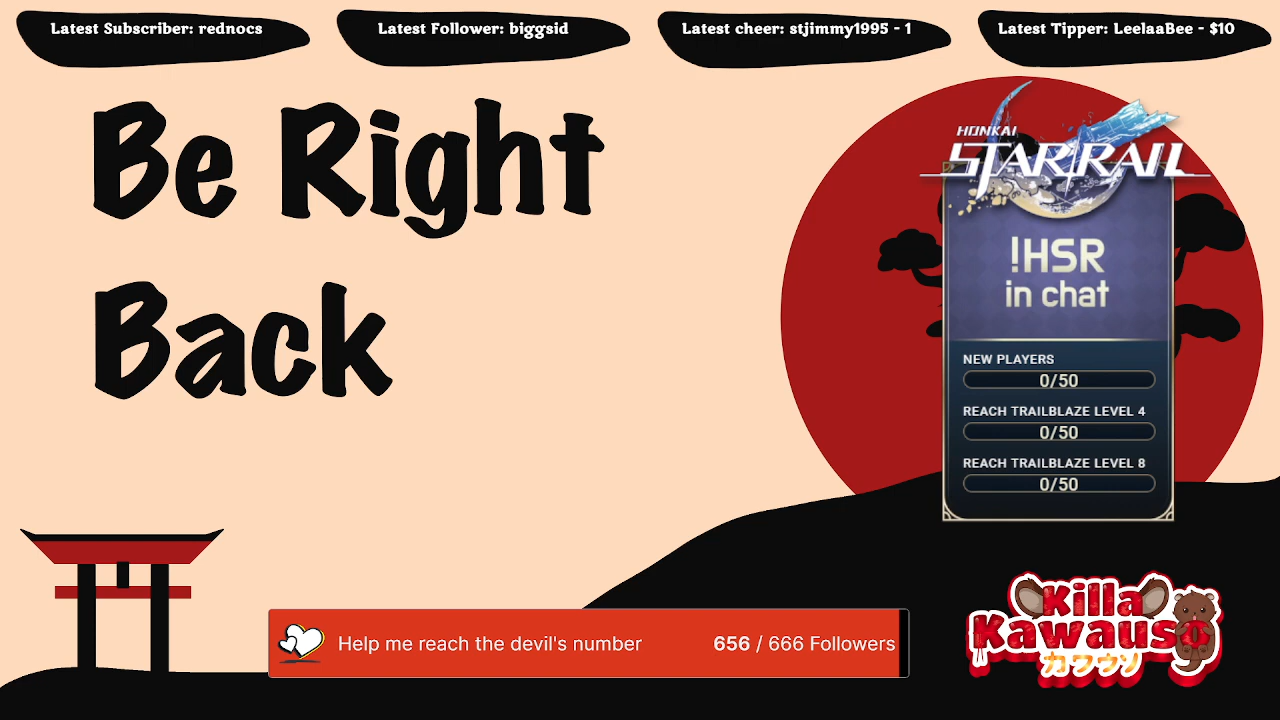 Latest Subscriber: rednocs
Latest Follower: biggsid
Latest cheer: stjimmy1995 - 1
Latest Tipper: LeelaaBee - $10
Be Right
Back
HONKAI
STAR RAIL
!HSR
in chat
NEW PLAYERS
0/50
REACH TRAILBLAZE LEVEL 4
0/50
REACH TRAILBLAZE LEVEL 8
0/50
Help me reach the devil's number
656 / 666 Followers
Killa
Kawauso
カワウソ